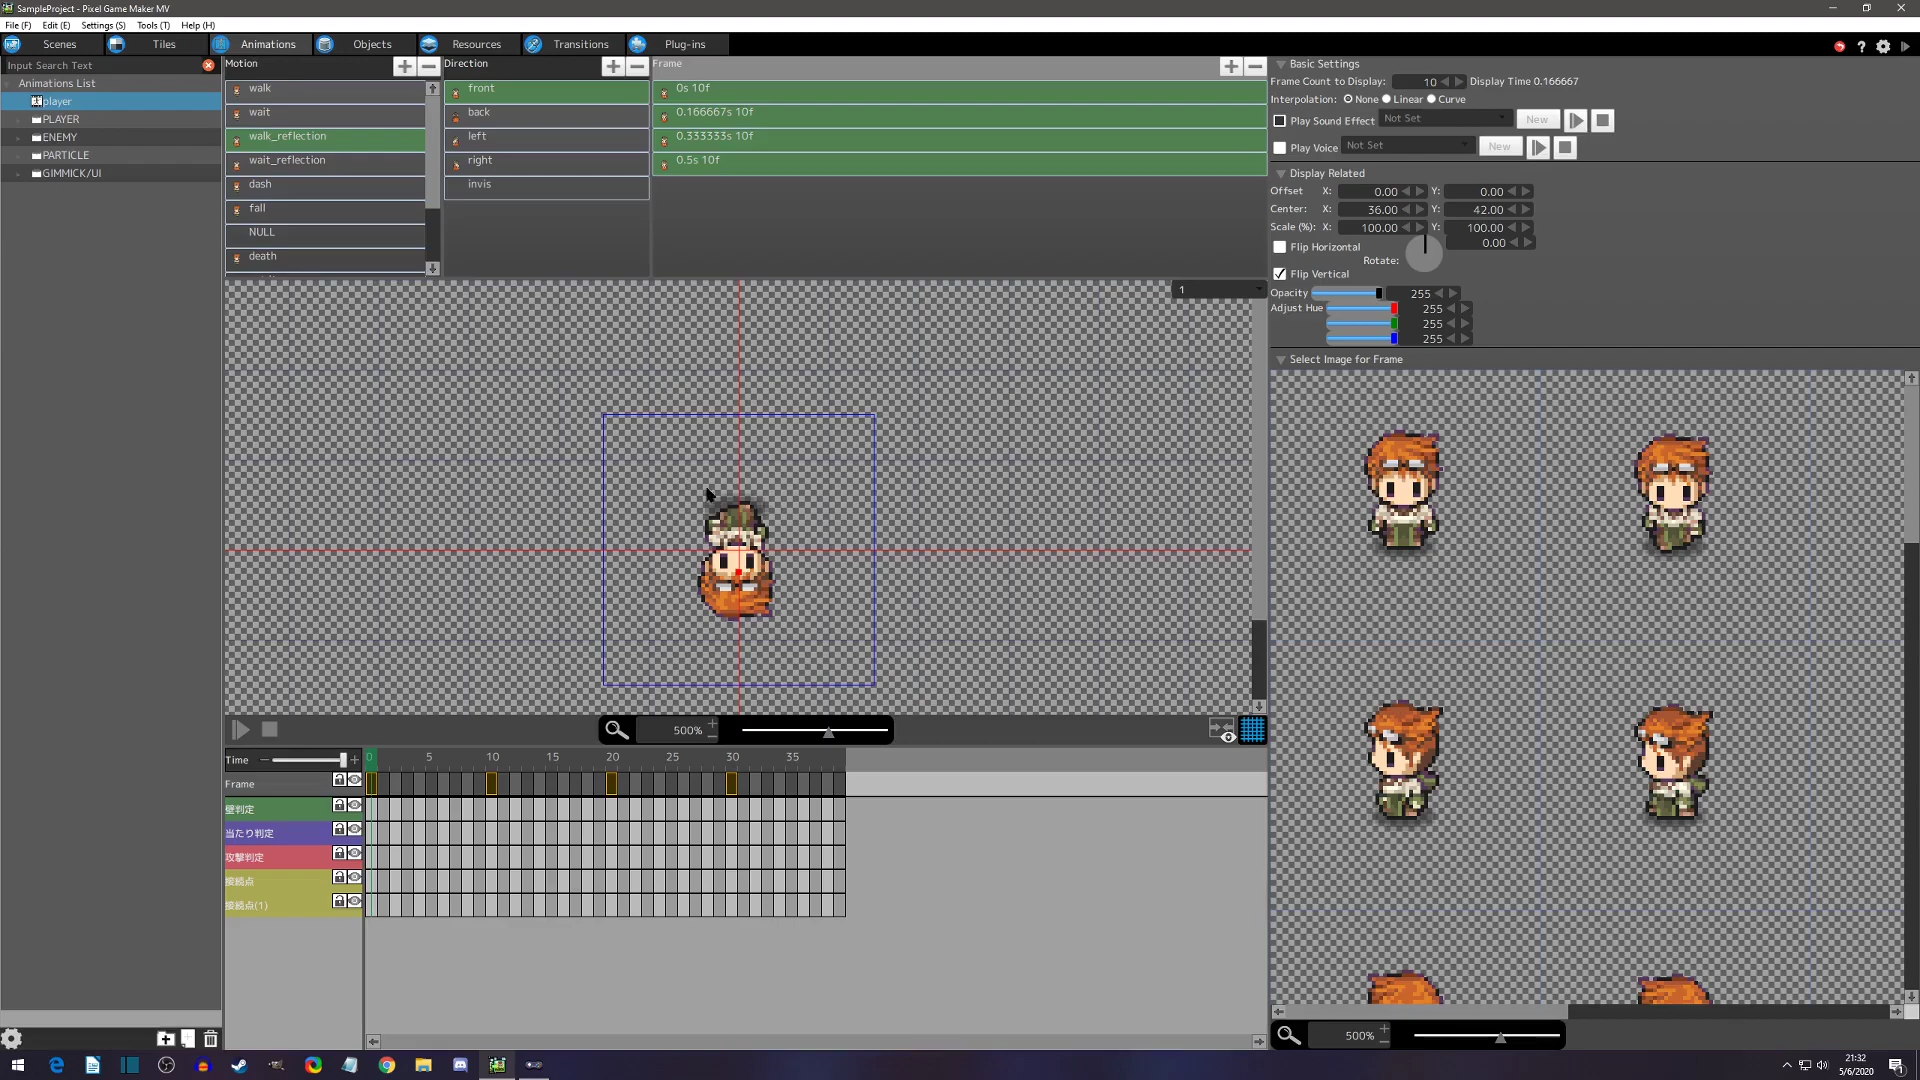 SampleProject - Pixel Game Maker MV
File (F) Edit (E) Settings (S) Tools (T) Help (H)
Scenes Tiles Animations Objects Resources Transitions Plug-ins
Input Search Text
Animations List
player
PLAYER
ENEMY
PARTICLE
GIMMICK/UI
Motion
walk
wait
walk_reflection
wait_reflection
dash
fall
NULL
death
Direction
front
back
left
right
invis
Frame
0s 10f
0.166667s 10f
0.333333s 10f
0.5s 10f
1
500%
Time 0 5 10 15 20 25 30 35
Frame
壁判定
当たり判定
攻撃判定
接続点
接続点(1)
Basic Settings
Frame Count to Display: 10 Display Time 0.166667
Interpolation: None Linear Curve
Play Sound Effect Not Set New
Play Voice Not Set New
Display Related
Offset X: 0.00 Y: 0.00
Center: X: 36.00 Y: 42.00
Scale (%): X: 100.00 Y: 100.00
Flip Horizontal 0.00
Rotate:
Flip Vertical
Opacity 255
Adjust Hue 255
255
255
Select Image for Frame
500%
21:32
5/6/2020